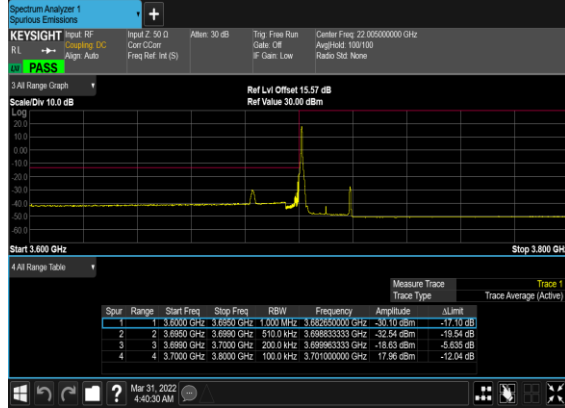 Spectrum Analyzer 1
Spurious Emissions
+
KEYSIGHT Input: RF Input Z: 50 Ω Atten: 30 dB Trig: Free Run Center Freq: 22.005000000 GHz
RL Coupling: DC Corr CCorr Gate: Off Avg|Hold: 100/100
Align: Auto Freq Ref: Int (S) IF Gain: Low Radio Std: None
PASS
3 All Range Graph
Ref Lvl Offset 15.57 dB
Scale/Div 10.0 dB Ref Value 30.00 dBm
Log
20.0
10.0
0.00
-10.0
-20.0
-30.0
-40.0
-50.0
-60.0
Start 3.600 GHz Stop 3.800 GH
4 All Range Table
Measure Trace Trace 1
Trace Type Trace Average (Active)
Spur Range Start Freq Stop Freq RBW Frequency Amplitude ΔLimit
1 1 3.6000 GHz 3.6950 GHz 1.000 MHz 3.682650000 GHz -30.10 dBm -17.10 dB
2 2 3.6950 GHz 3.6990 GHz 510.0 kHz 3.698833333 GHz -32.54 dBm -19.54 dB
3 3 3.6990 GHz 3.7000 GHz 200.0 kHz 3.699963333 GHz -18.63 dBm -5.635 dB
4 4 3.7000 GHz 3.8000 GHz 100.0 kHz 3.701000000 GHz 17.96 dBm -12.04 dB
? Mar 31, 2022
4:40:30 AM